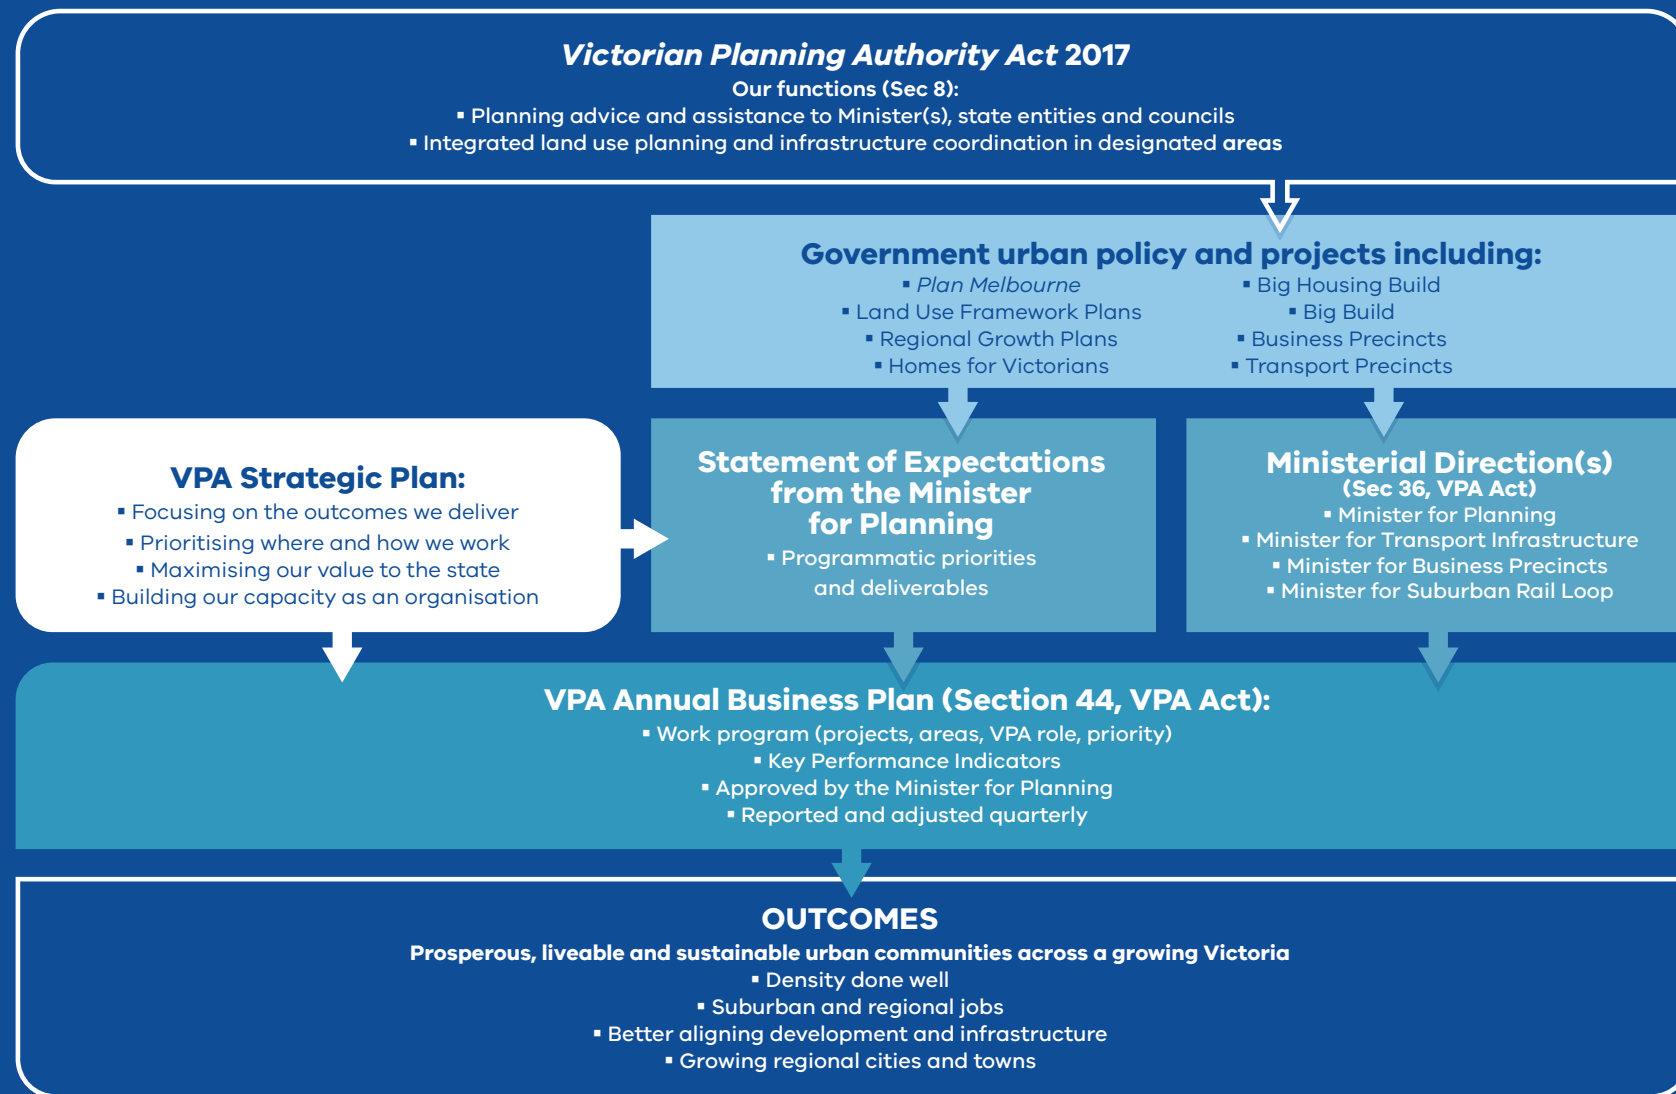 Victorian Planning Authority Act 2017
Our functions (Sec 8):
▪ Planning advice and assistance to Minister(s), state entities and councils
▪ Integrated land use planning and infrastructure coordination in designated areas
Government urban policy and projects including:
▪ Plan Melbourne
▪ Land Use Framework Plans
▪ Regional Growth Plans
▪ Homes for Victorians
▪ Big Housing Build
▪ Big Build
▪ Business Precincts
▪ Transport Precincts
VPA Strategic Plan:
▪ Focusing on the outcomes we deliver
▪ Prioritising where and how we work
▪ Maximising our value to the state
▪ Building our capacity as an organisation
Statement of Expectations
from the Minister
for Planning
▪ Programmatic priorities
and deliverables
Ministerial Direction(s)
(Sec 36, VPA Act)
▪ Minister for Planning
▪ Minister for Transport Infrastructure
▪ Minister for Business Precincts
▪ Minister for Suburban Rail Loop
VPA Annual Business Plan (Section 44, VPA Act):
▪ Work program (projects, areas, VPA role, priority)
▪ Key Performance Indicators
▪ Approved by the Minister for Planning
▪ Reported and adjusted quarterly
OUTCOMES
Prosperous, liveable and sustainable urban communities across a growing Victoria
▪ Density done well
▪ Suburban and regional jobs
▪ Better aligning development and infrastructure
▪ Growing regional cities and towns